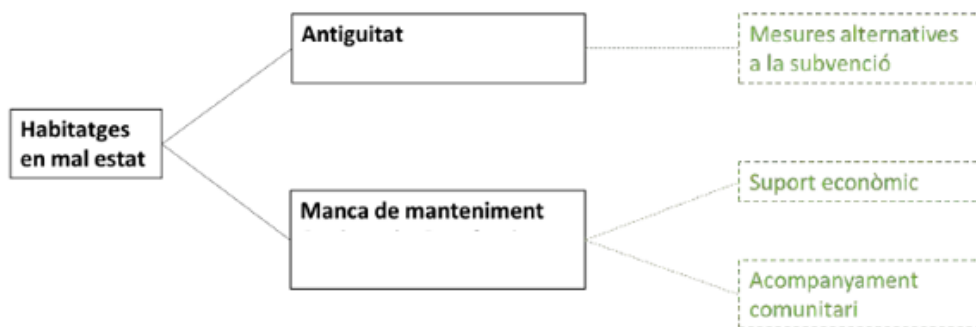 Antiguitat
Mesures alternatives
a la subvenció
Habitatges
en mal estat
Manca de manteniment
Suport econòmic
Acompanyament
comunitari